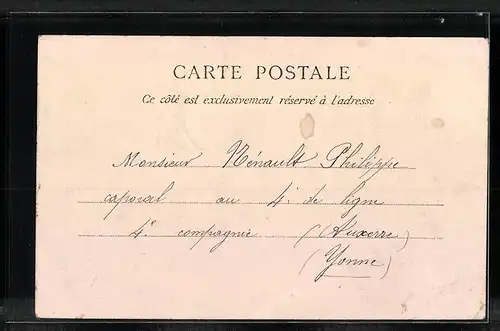 CARTE POSTALE
Ce côté est exclusivement réservé à l'adresse
Monsieur Hénault Philippe
caporal au 4e de ligne
4e compagnie (Auxerre)
(Yonne)